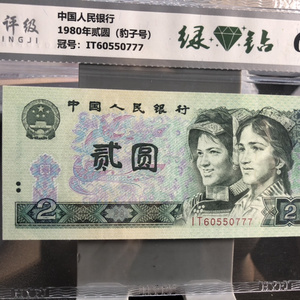 评级
INGJI
中国人民银行
1980年贰圆（豹子号）
冠号：IT60550777
绿钻
中国人民银行
贰圆
2
2
IT60550777